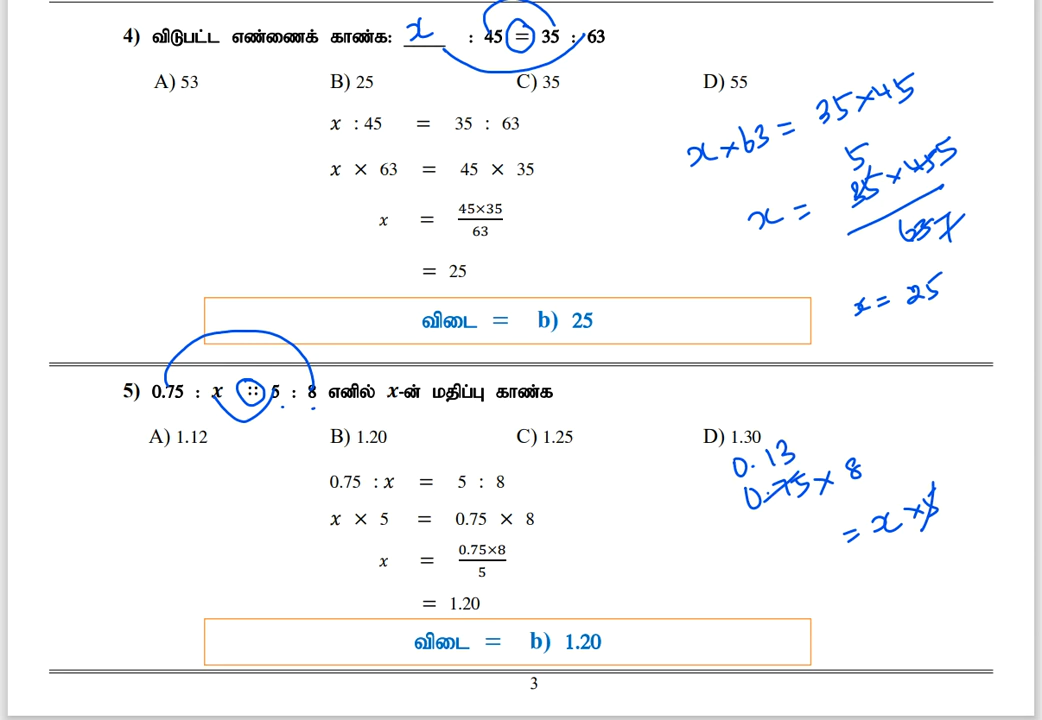 4) விடுபட்ட எண்ணைக் காண்க: x : 45 = 35 : 63
A) 53 B) 25 C) 35 D) 55
x : 45 = 35 : 63
x × 63 = 45 × 35
x = 45×35/63
= 25
விடை = b) 25
x × 63 = 35 × 45
5
x = 35 × 45 5 / 63 7
x = 25
5) 0.75 : x :: 5 : 8 எனில் x-ன் மதிப்பு காண்க
A) 1.12 B) 1.20 C) 1.25 D) 1.30
0.75 : x = 5 : 8
x × 5 = 0.75 × 8
x = 0.75×8/5
= 1.20
விடை = b) 1.20
0.13
0.75 × 8
= x × 5
3